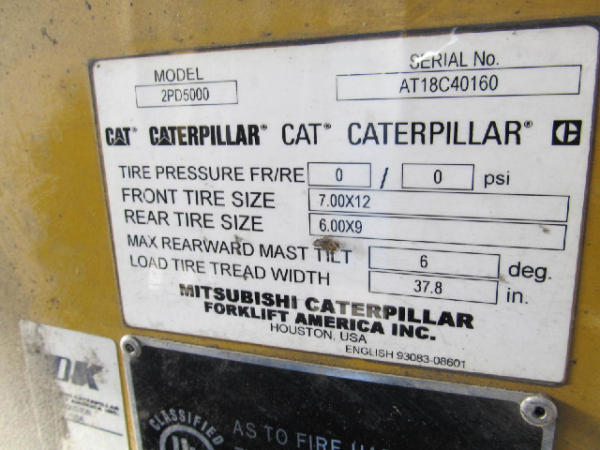 MODEL
2PD5000
SERIAL No.
AT18C40160
CAT® CATERPILLAR® CAT® CATERPILLAR® C
TIRE PRESSURE FR/RE 0 / 0 psi
FRONT TIRE SIZE 7.00X12
REAR TIRE SIZE 6.00X9
MAX REARWARD MAST TILT 6 deg.
LOAD TIRE TREAD WIDTH 37.8 in.
MITSUBISHI CATERPILLAR
FORKLIFT AMERICA INC.
HOUSTON, USA
ENGLISH 93083-08601
OK
CLASSIFIED
AS TO FIRE